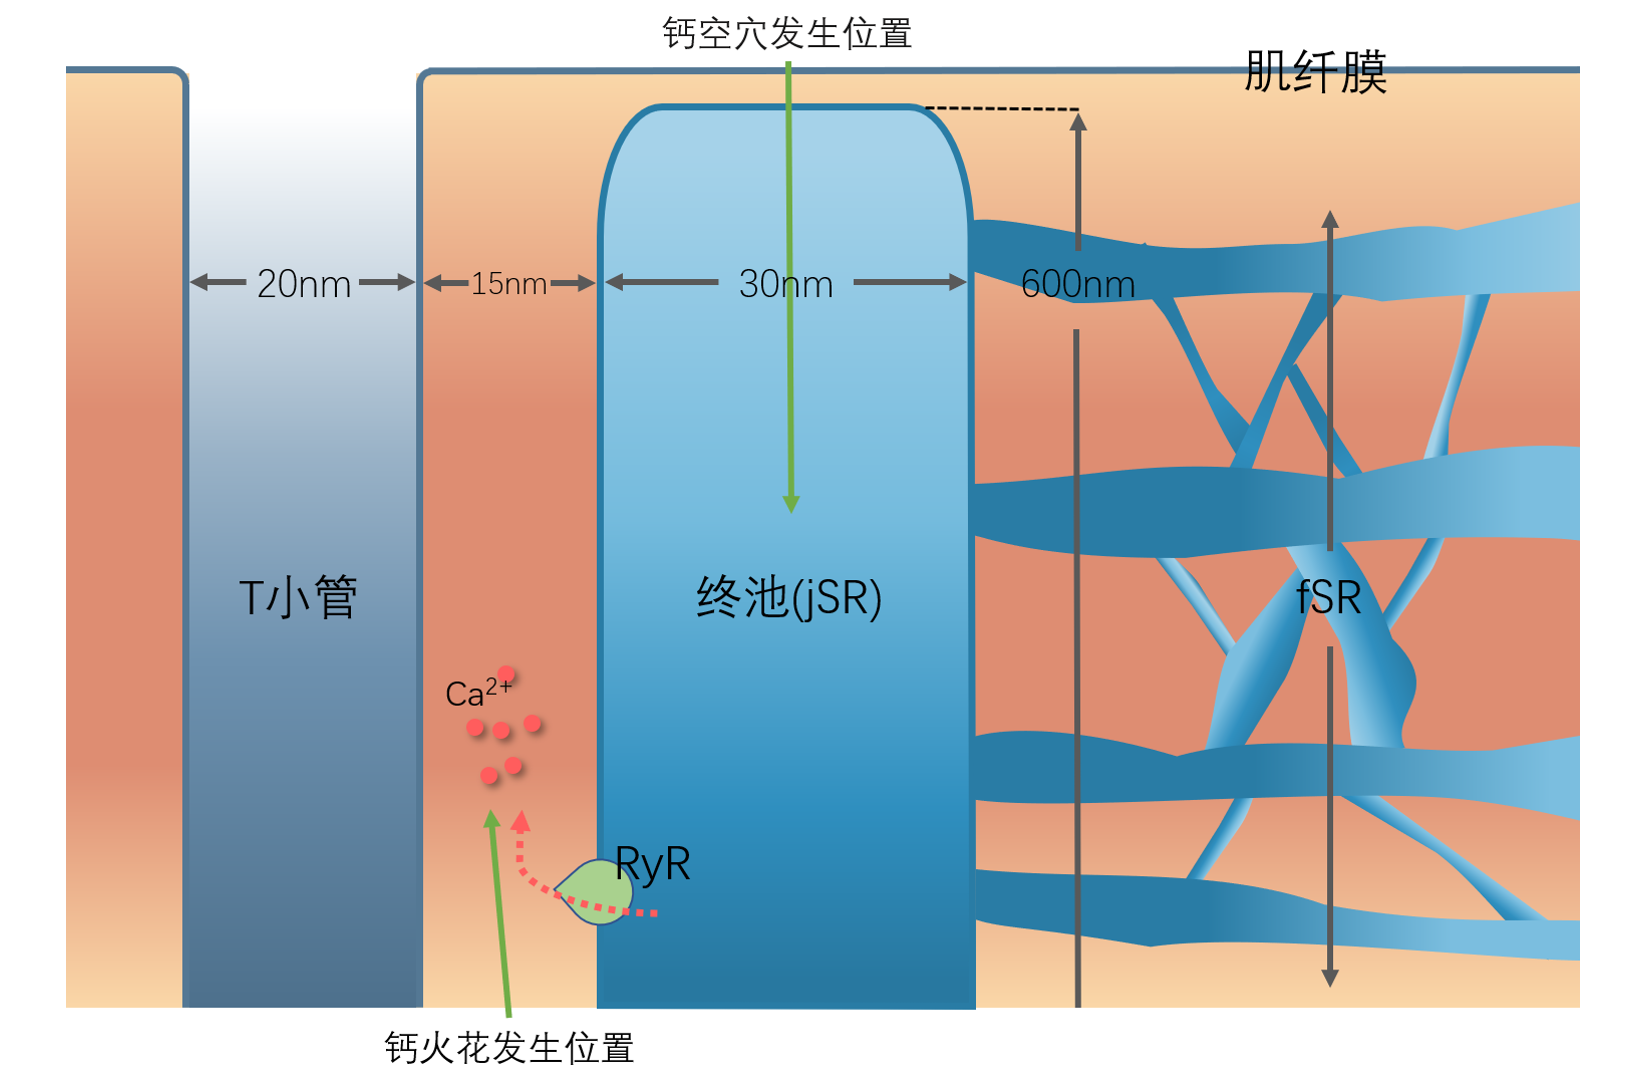 钙空穴发生位置
肌纤膜
20nm
15nm
30nm
600nm
T小管
终池(jSR)
fSR
Ca²⁺
RyR
钙火花发生位置